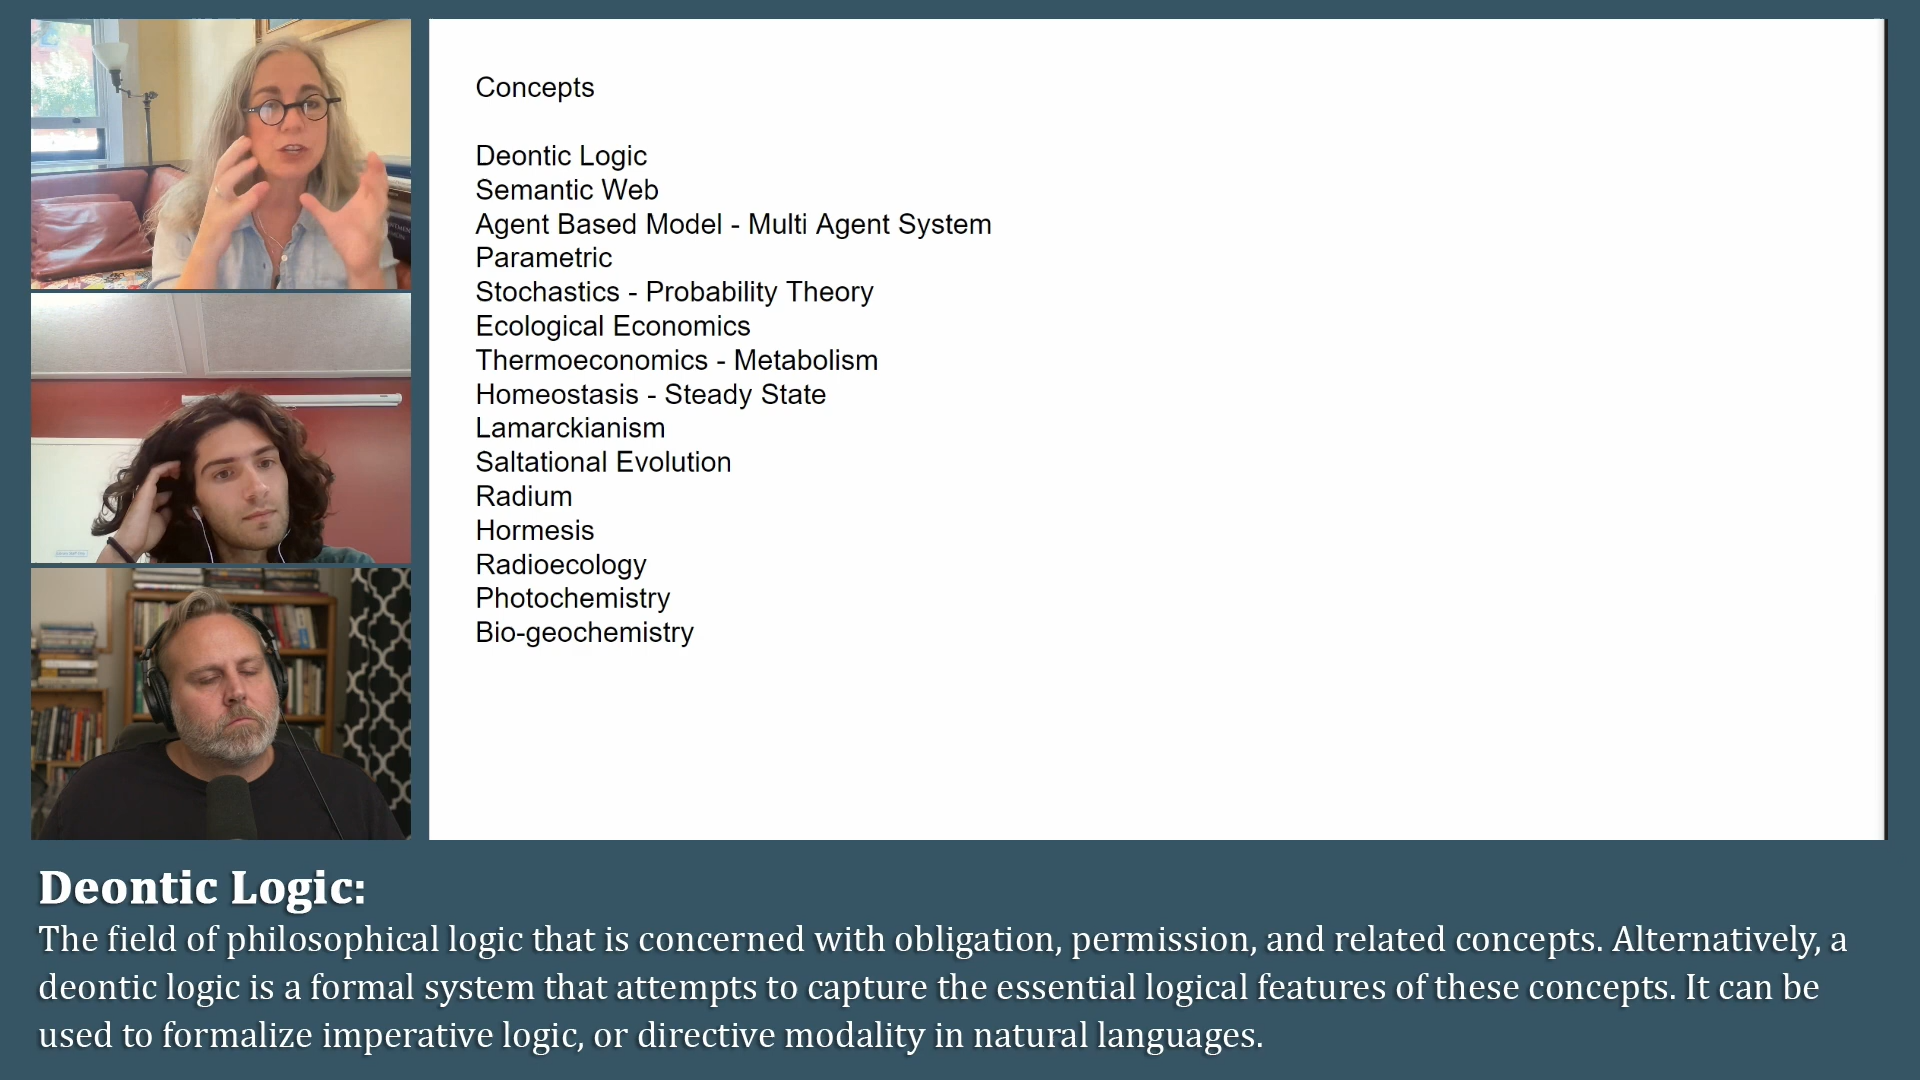 Concepts
Deontic Logic
Semantic Web
Agent Based Model - Multi Agent System
Parametric
Stochastics - Probability Theory
Ecological Economics
Thermoeconomics - Metabolism
Homeostasis - Steady State
Lamarckianism
Saltational Evolution
Radium
Hormesis
Radioecology
Photochemistry
Bio-geochemistry
Deontic Logic:
The field of philosophical logic that is concerned with obligation, permission, and related concepts. Alternatively, a
deontic logic is a formal system that attempts to capture the essential logical features of these concepts. It can be
used to formalize imperative logic, or directive modality in natural languages.